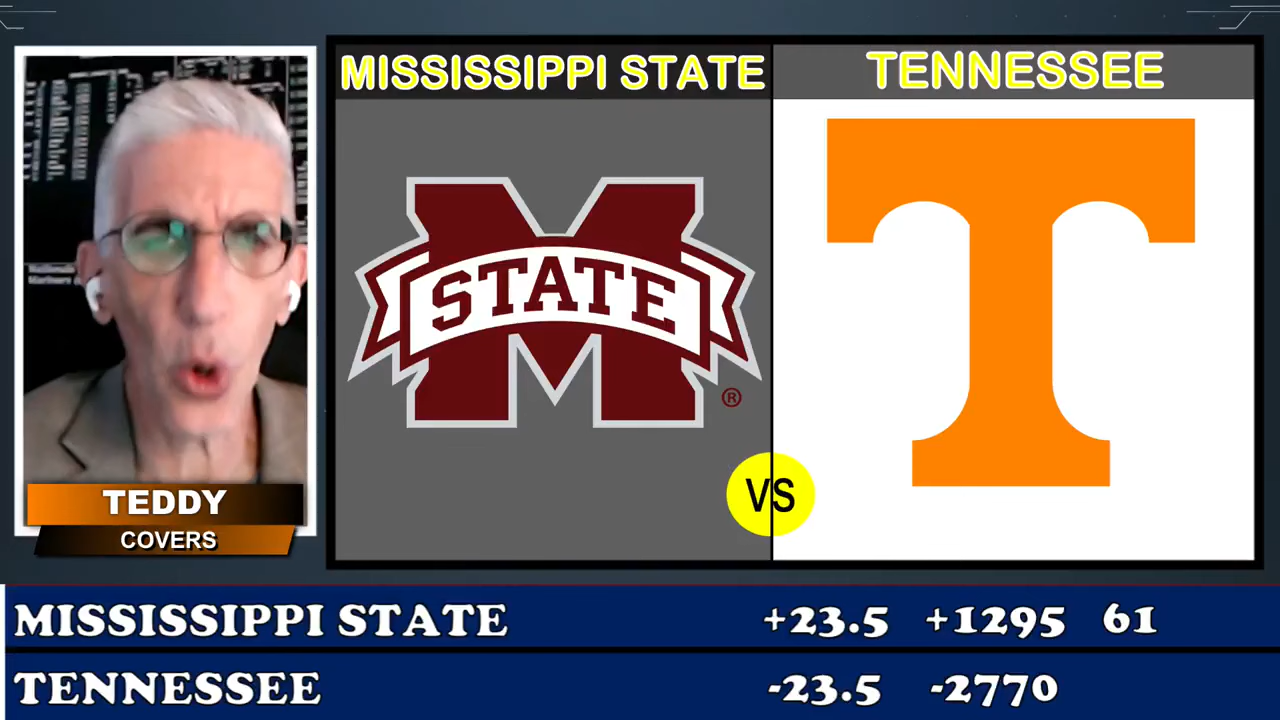 MISSISSIPPI STATE
TENNESSEE
STATE
®
VS
TEDDY
COVERS
MISSISSIPPI STATE +23.5 +1295 61
TENNESSEE -23.5 -2770